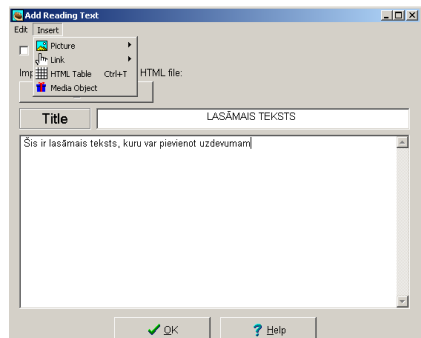 Add Reading Text
Edit Insert
Picture
Link
HTML Table Ctrl+T HTML file:
Media Object
Title LASĀMAIS TEKSTS
Šis ir lasāmais teksts, kuru var pievienot uzdevumam
OK Help